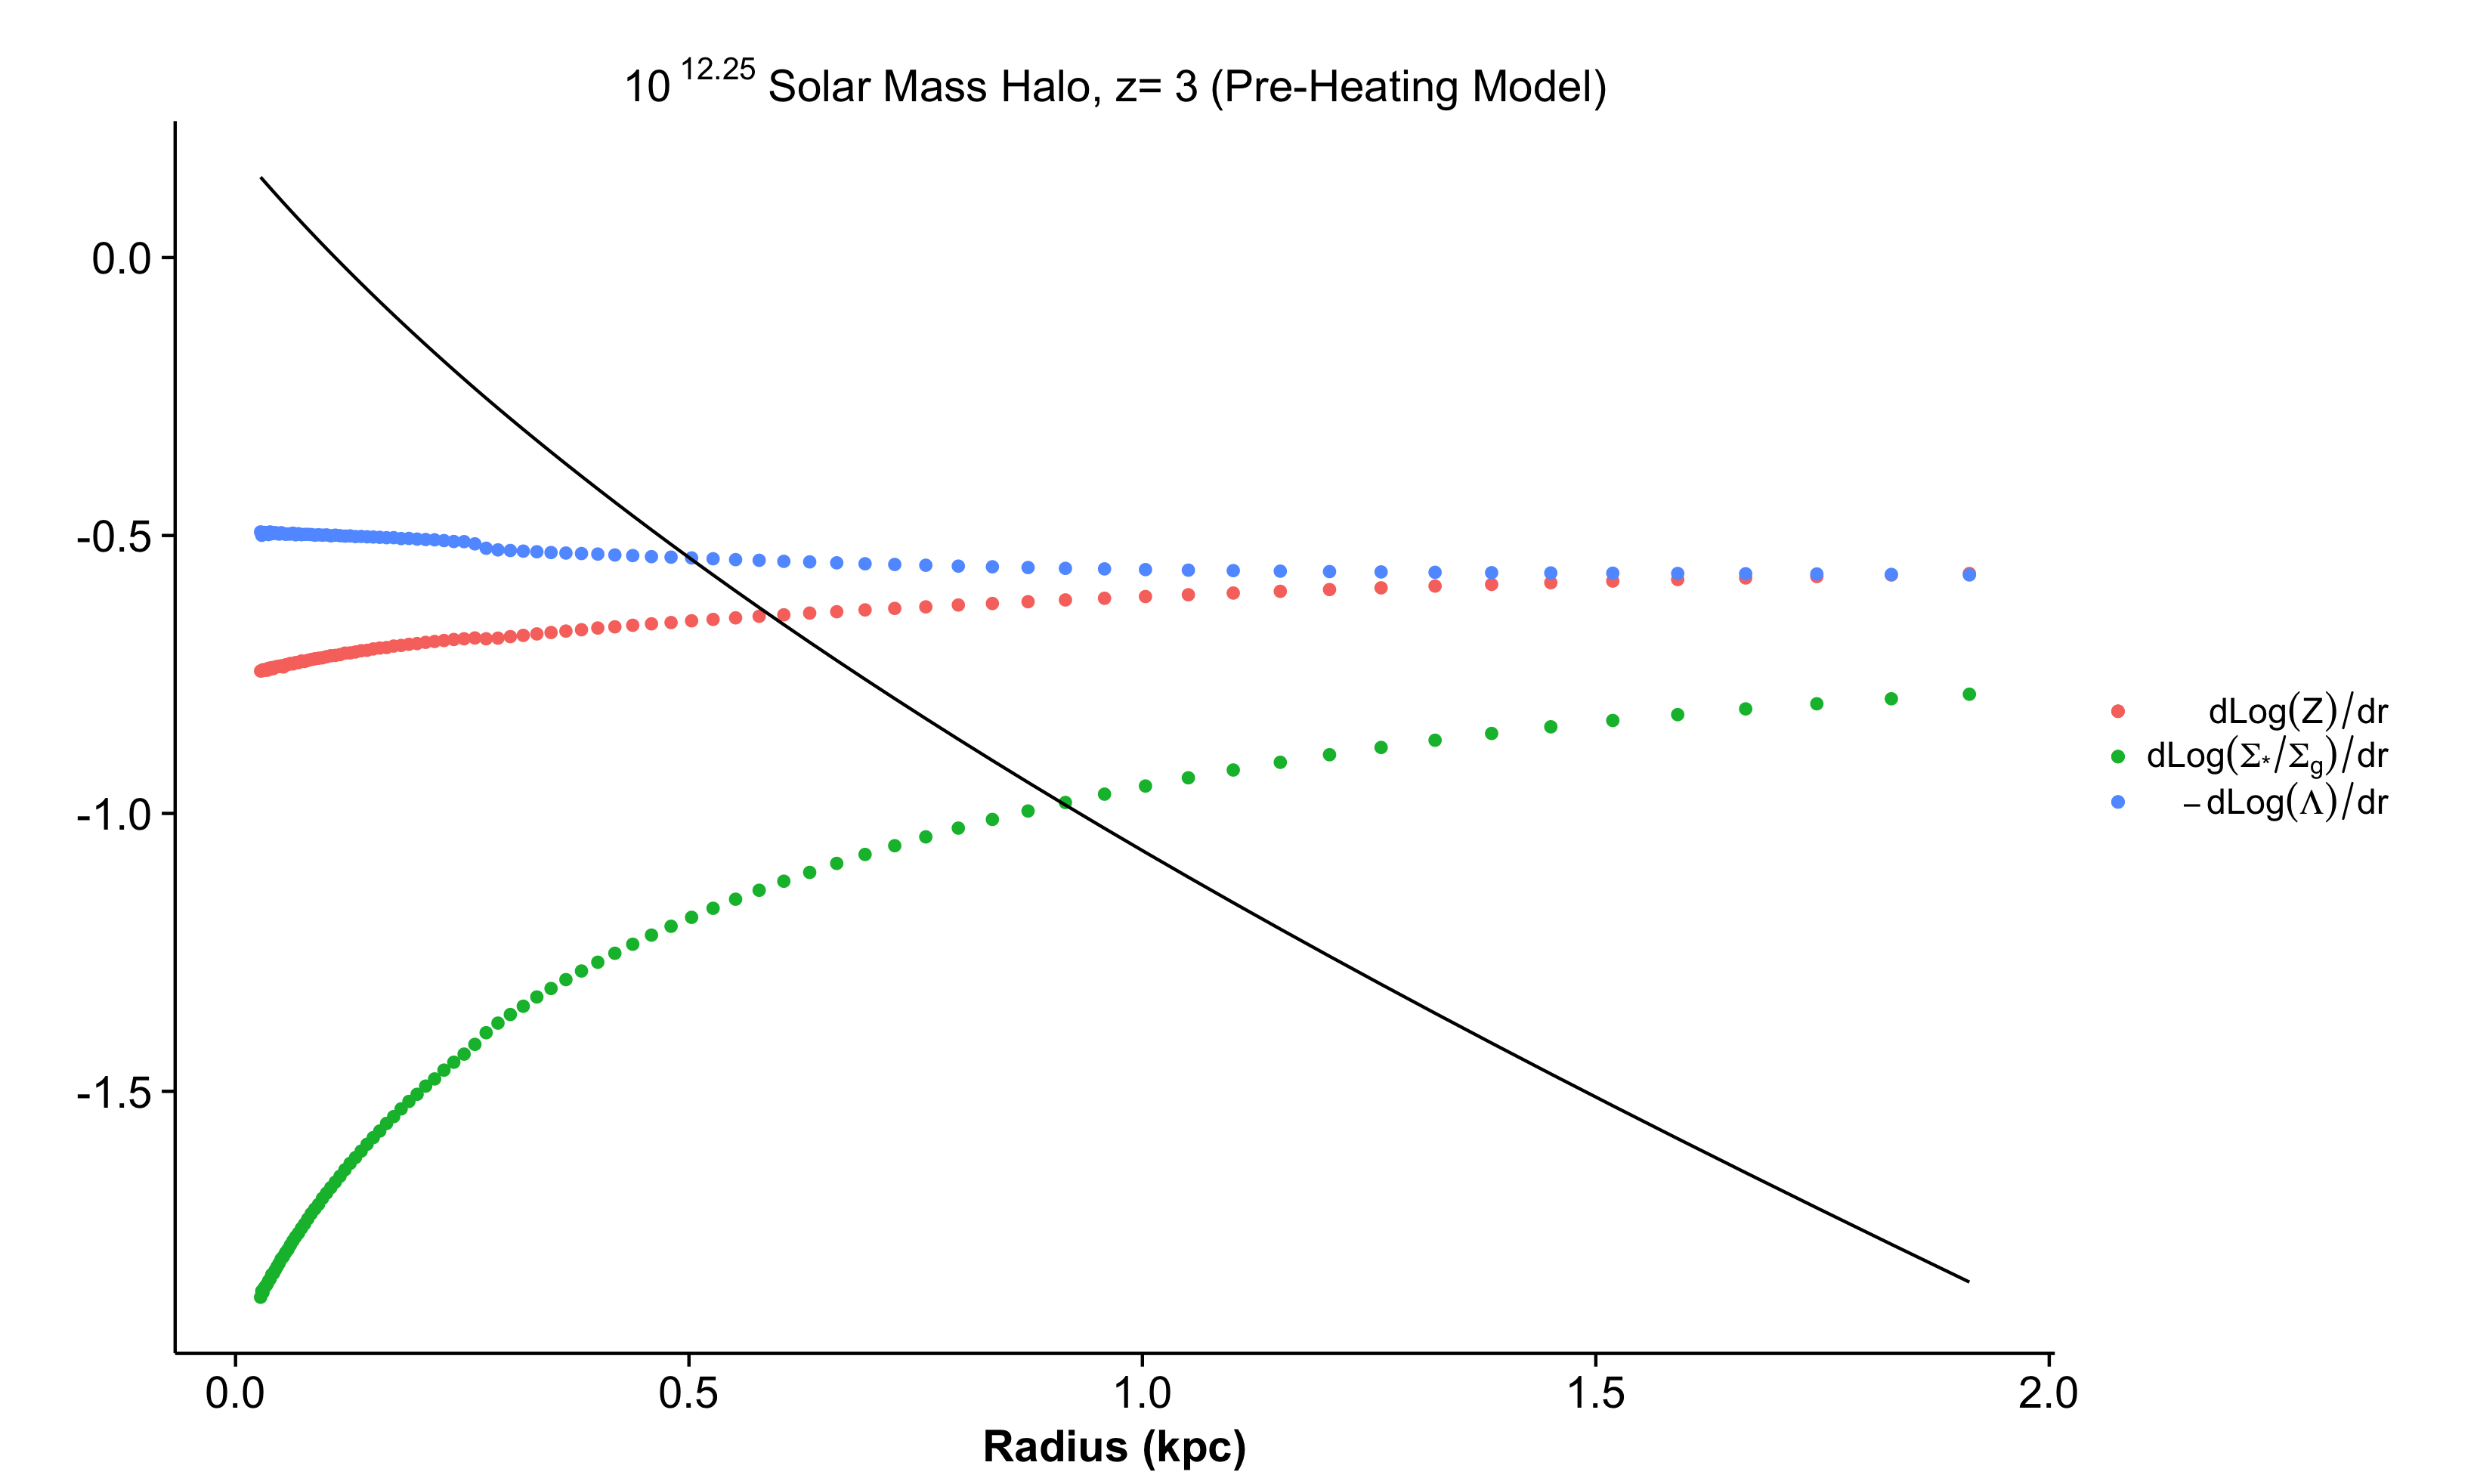 10 12.25 Solar Mass Halo, z= 3 (Pre-Heating Model)
0.0
-0.5
-1.0
-1.5
dLog(Z)/dr
dLog(Σ*/Σg)/dr
– dLog(Λ)/dr
0.0 0.5 1.0 1.5 2.0
Radius (kpc)